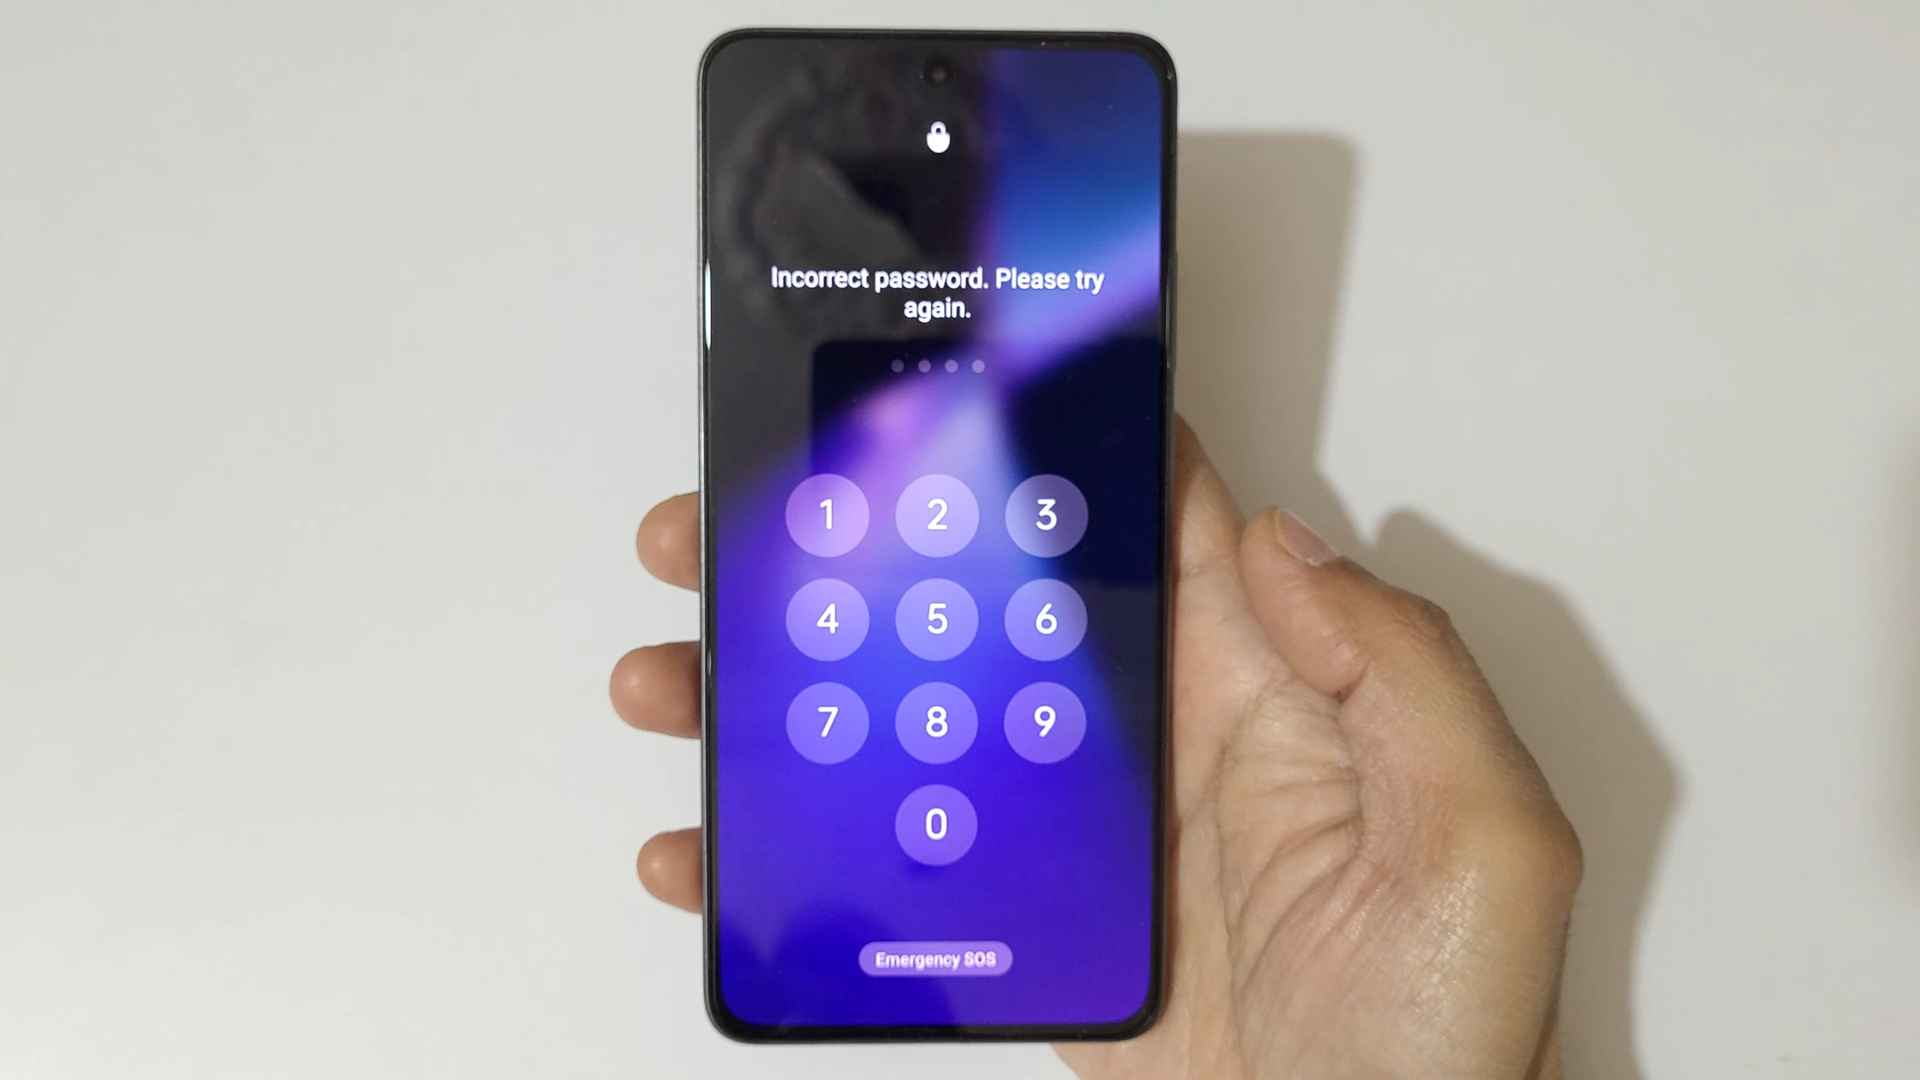 Incorrect password. Please try
again.
1 2 3
4 5 6
7 8 9
0
Emergency SOS